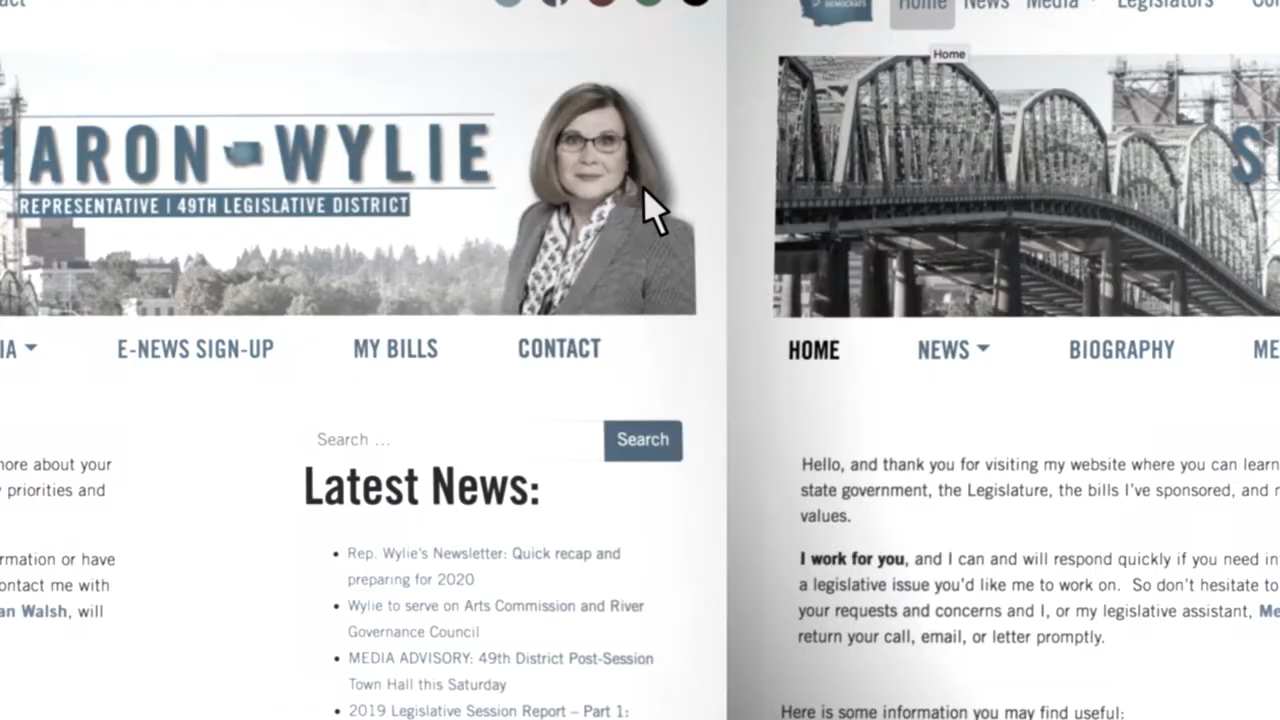 DEMOCRATS
Home
News
Media
Legislators
Home
HARON WYLIE
REPRESENTATIVE | 49TH LEGISLATIVE DISTRICT
IA
E-NEWS SIGN-UP
MY BILLS
CONTACT
Search ...
Search
Latest News:
more about your
priorities and
rmation or have
ontact me with
an Walsh, will
• Rep. Wylie's Newsletter: Quick recap and
preparing for 2020
• Wylie to serve on Arts Commission and River
Governance Council
• MEDIA ADVISORY: 49th District Post-Session
Town Hall this Saturday
• 2019 Legislative Session Report – Part 1:
S
HOME
NEWS
BIOGRAPHY
ME
Hello, and thank you for visiting my website where you can learn
state government, the Legislature, the bills I've sponsored, and
values.
I work for you, and I can and will respond quickly if you need in
a legislative issue you'd like me to work on. So don't hesitate to
your requests and concerns and I, or my legislative assistant, Me
return your call, email, or letter promptly.
Here is some information you may find useful: